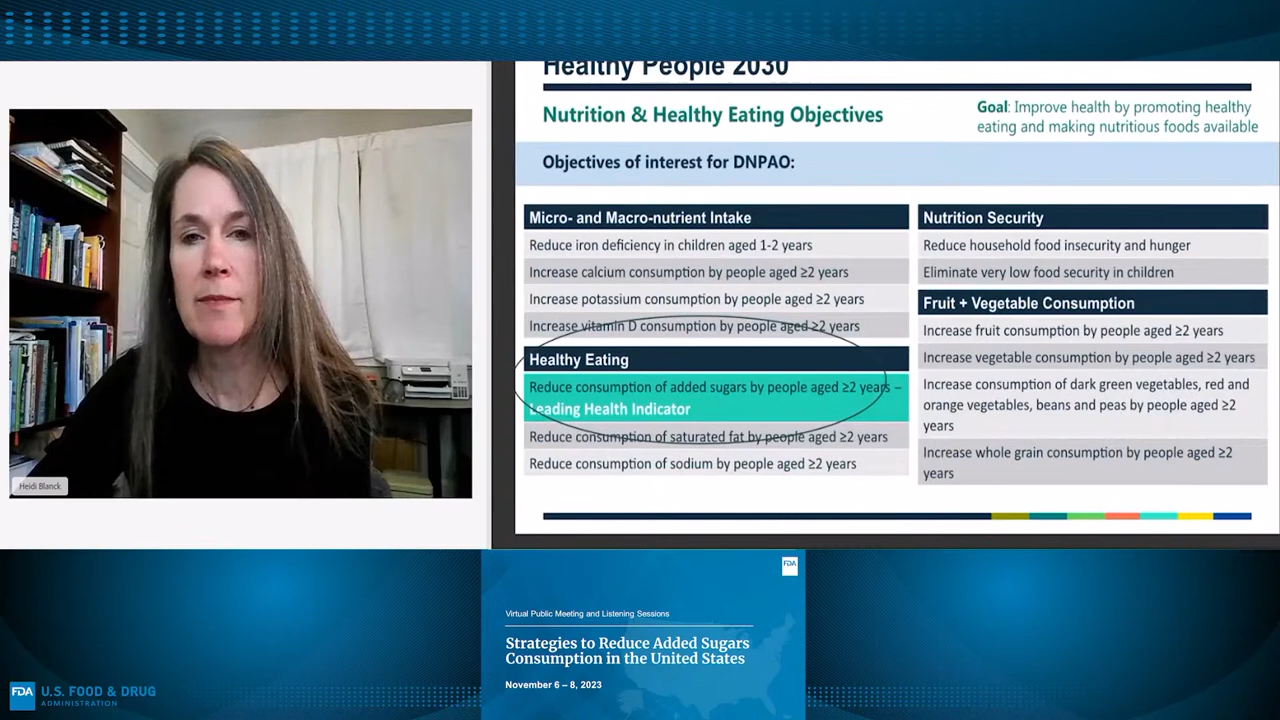 Healthy People 2030
Nutrition & Healthy Eating Objectives
Goal: Improve health by promoting healthy
eating and making nutritious foods available
Objectives of interest for DNPAO:
Micro- and Macro-nutrient Intake
Reduce iron deficiency in children aged 1-2 years
Increase calcium consumption by people aged ≥2 years
Increase potassium consumption by people aged ≥2 years
Increase vitamin D consumption by people aged ≥2 years
Healthy Eating
Reduce consumption of added sugars by people aged ≥2 years –
Leading Health Indicator
Reduce consumption of saturated fat by people aged ≥2 years
Reduce consumption of sodium by people aged ≥2 years
Nutrition Security
Reduce household food insecurity and hunger
Eliminate very low food security in children
Fruit + Vegetable Consumption
Increase fruit consumption by people aged ≥2 years
Increase vegetable consumption by people aged ≥2 years
Increase consumption of dark green vegetables, red and
orange vegetables, beans and peas by people aged ≥2
years
Increase whole grain consumption by people aged ≥2
years
Heidi Blanck
FDA
Virtual Public Meeting and Listening Sessions
Strategies to Reduce Added Sugars
Consumption in the United States
November 6 – 8, 2023
FDA U.S. FOOD & DRUG
ADMINISTRATION